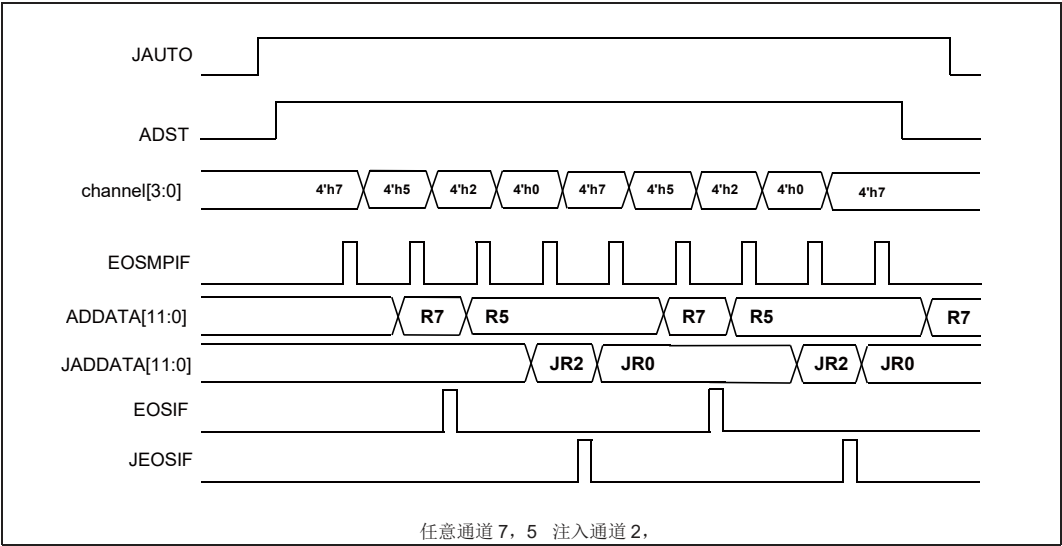 JAUTO
ADST
channel[3:0] 4'h7 4'h5 4'h2 4'h0 4'h7 4'h5 4'h2 4'h0 4'h7
EOSMPIF
ADDATA[11:0] R7 R5 R7 R5 R7
JADDATA[11:0] JR2 JR0 JR2 JR0
EOSIF
JEOSIF
任意通道 7，5 注入通道 2，